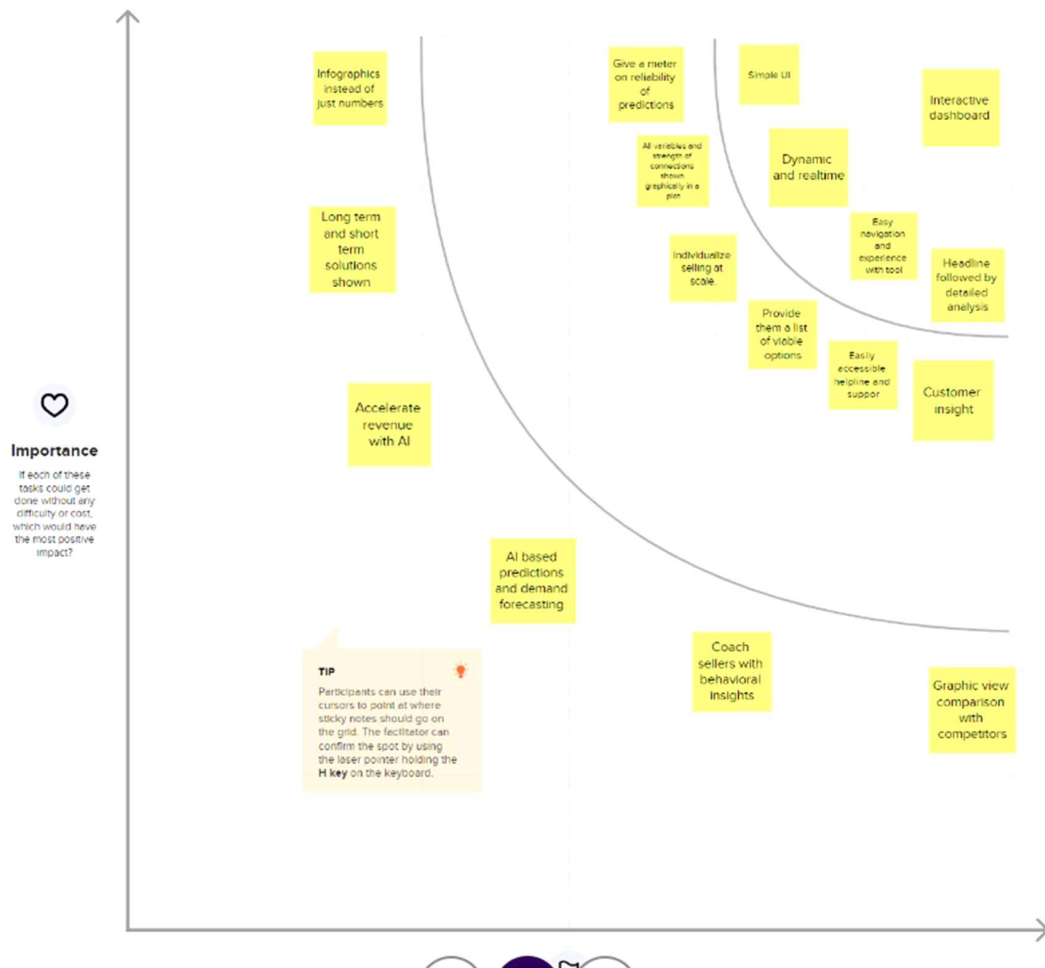 Infographics
instead of
just numbers
Give a meter
on reliability
of
predictions
Simple UI
Interactive
dashboard
All variables and
strength of
connections
shown
graphically in a
plot
Dynamic
and realtime
Long term
and short
term
solutions
shown
Individualize
selling at
scale.
Easy
navigation
and
experience
with tool
Headline
followed by
detailed
analysis
Provide
them a list
of viable
options
Easily
accessible
helpline and
suppor
Customer
insight
Accelerate
revenue
with AI
Importance
If each of these
tasks could get
done without any
difficulty or cost,
which would have
the most positive
impact?
AI based
predictions
and demand
forecasting
Coach
sellers with
behavioral
insights
Graphic view
comparison
with
competitors
TIP
Participants can use their
cursors to point at where
sticky notes should go on
the grid. The facilitator can
confirm the spot by using
the laser pointer holding the
H key on the keyboard.